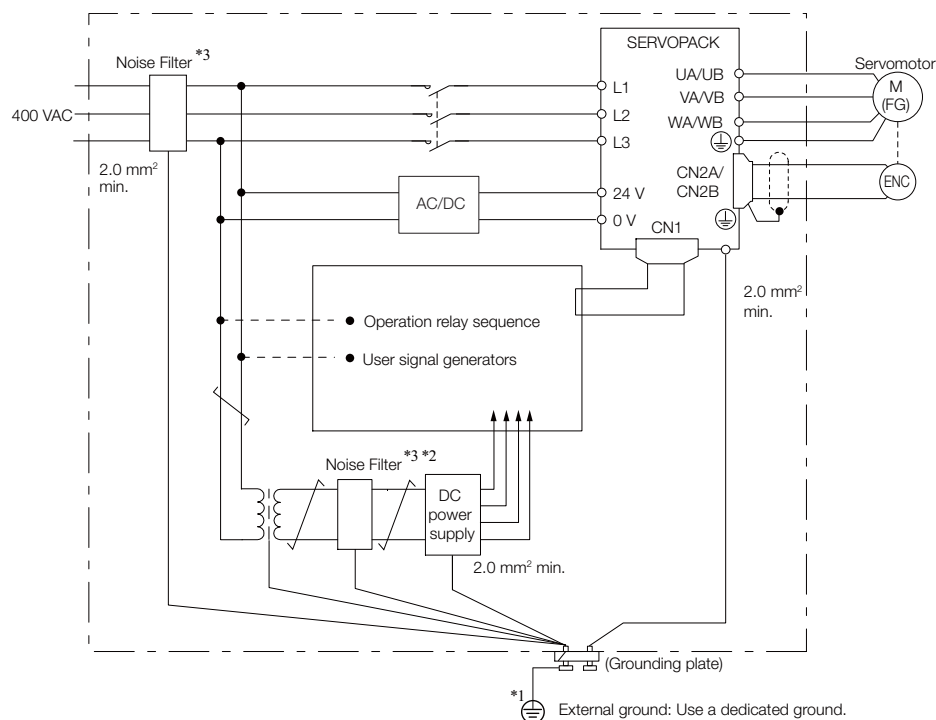 SERVOPACK
Noise Filter *3
Servomotor
L1
UA/UB
M
(FG)
VA/VB
400 VAC
L2
WA/WB
L3
2.0 mm²
min.
CN2A/
CN2B
ENC
AC/DC
24 V
0 V
CN1
2.0 mm²
min.
Operation relay sequence
User signal generators
Noise Filter *3 *2
DC
power
supply
2.0 mm² min.
(Grounding plate)
*1
External ground: Use a dedicated ground.